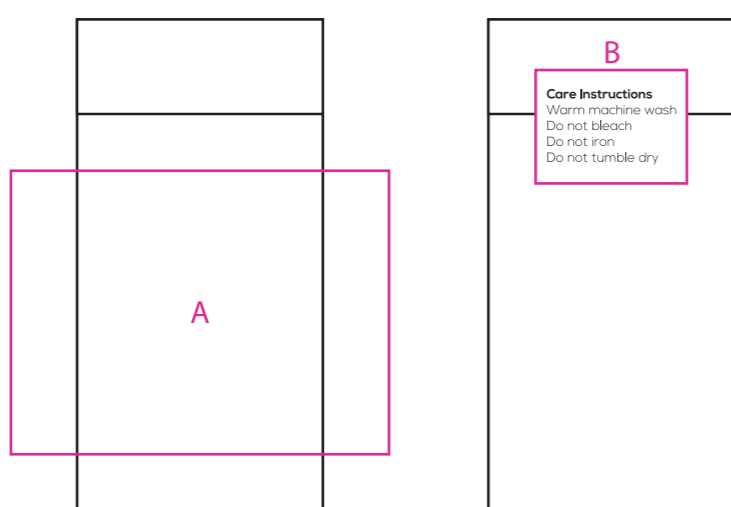 A
B
Care Instructions
Warm machine wash
Do not bleach
Do not iron
Do not tumble dry